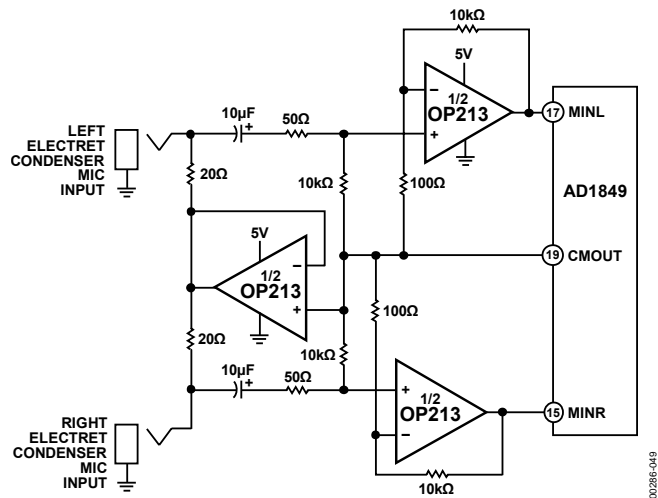 10kΩ
5V
1/2
OP213
–
+
17 MINL
10µF
+
50Ω
LEFT
ELECTRET
CONDENSER
MIC
INPUT
20Ω
10kΩ
100Ω
AD1849
5V
1/2
OP213
–
+
19 CMOUT
20Ω
100Ω
10kΩ
10µF
+
50Ω
+
1/2
OP213
–
15 MINR
RIGHT
ELECTRET
CONDENSER
MIC
INPUT
10kΩ
00286-049